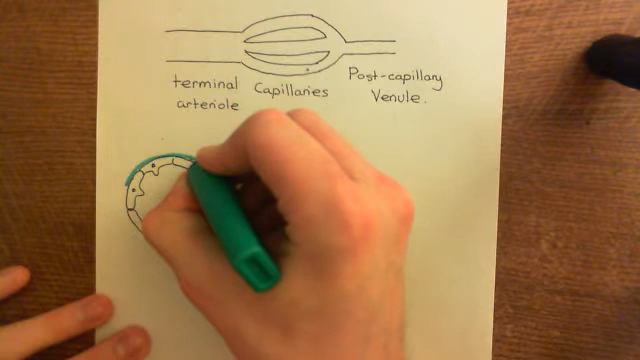 terminal
arteriole
Capillaries
Post-capillary
Venule.